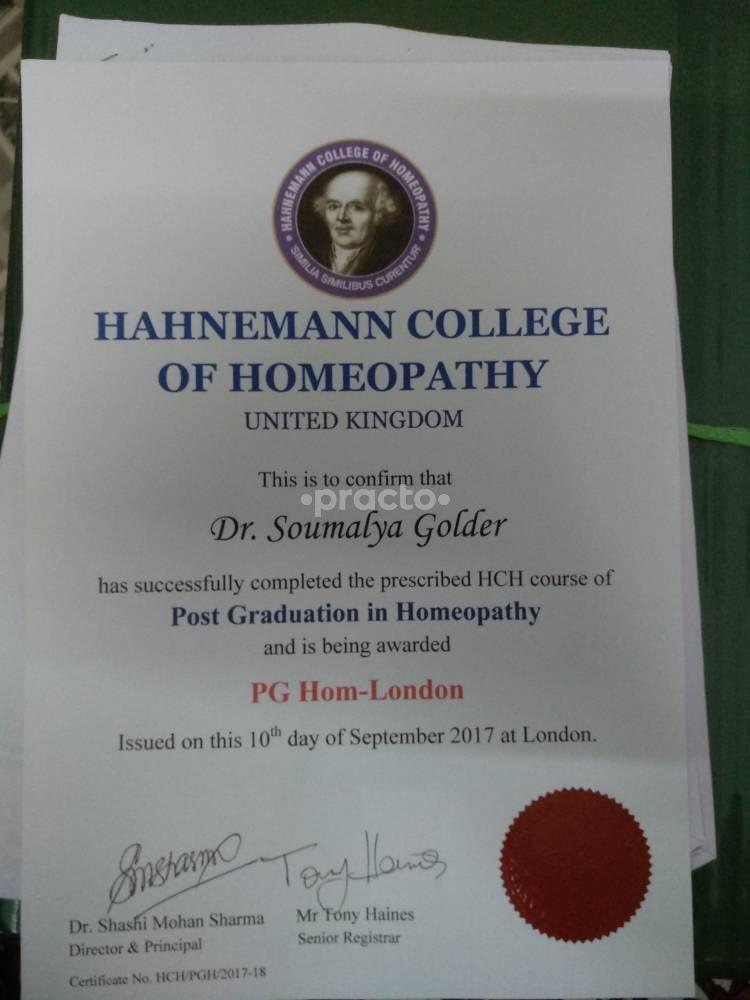 HAHNEMANN COLLEGE OF HOMEOPATHY
SIMILIA SIMILIBUS CURENTUR
HAHNEMANN COLLEGE
OF HOMEOPATHY
UNITED KINGDOM
This is to confirm that
•practo•
Dr. Soumalya Golder
has successfully completed the prescribed HCH course of
Post Graduation in Homeopathy
and is being awarded
PG Hom-London
Issued on this 10th day of September 2017 at London.
Tony Haines
Dr. Shashi Mohan Sharma
Director & Principal
Mr Tony Haines
Senior Registrar
Certificate No. HCH/PGH/2017-18